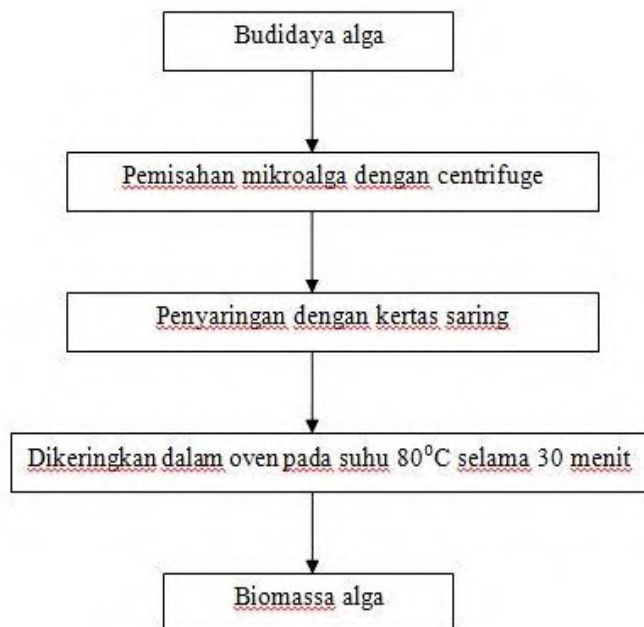 Budidaya alga
Pemisahan mikroalga dengan centrifuge
Penyaringan dengan kertas saring
Dikeringkan dalam oven pada suhu 80⁰C selama 30 menit
Biomassa alga